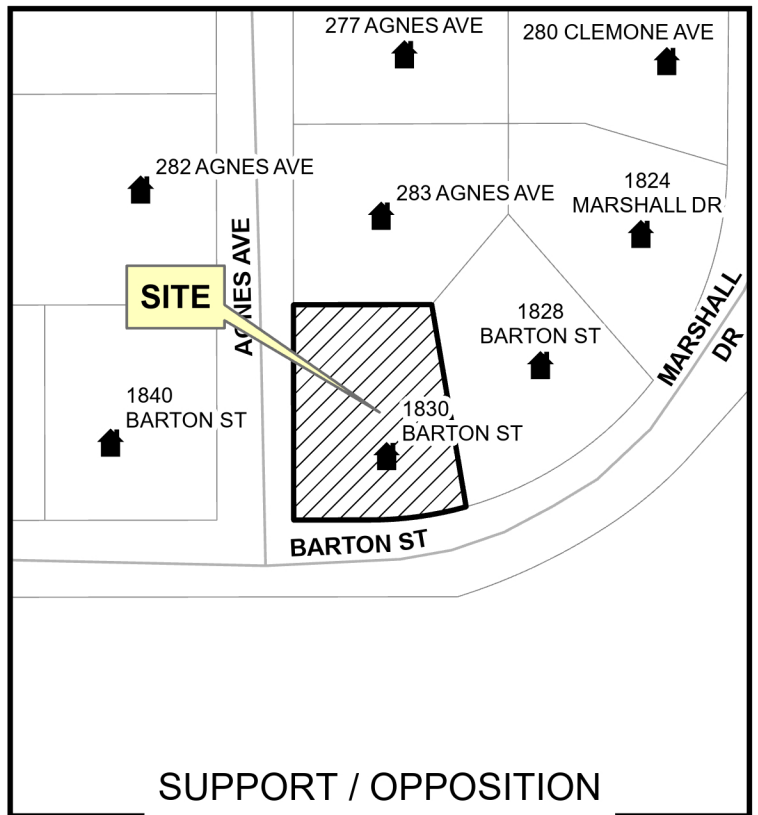 277 AGNES AVE
280 CLEMONE AVE
282 AGNES AVE
283 AGNES AVE
1824
MARSHALL DR
AGNES AVE
SITE
1828
BARTON ST
MARSHALL
DR
1840
BARTON ST
1830
BARTON ST
BARTON ST
SUPPORT / OPPOSITION